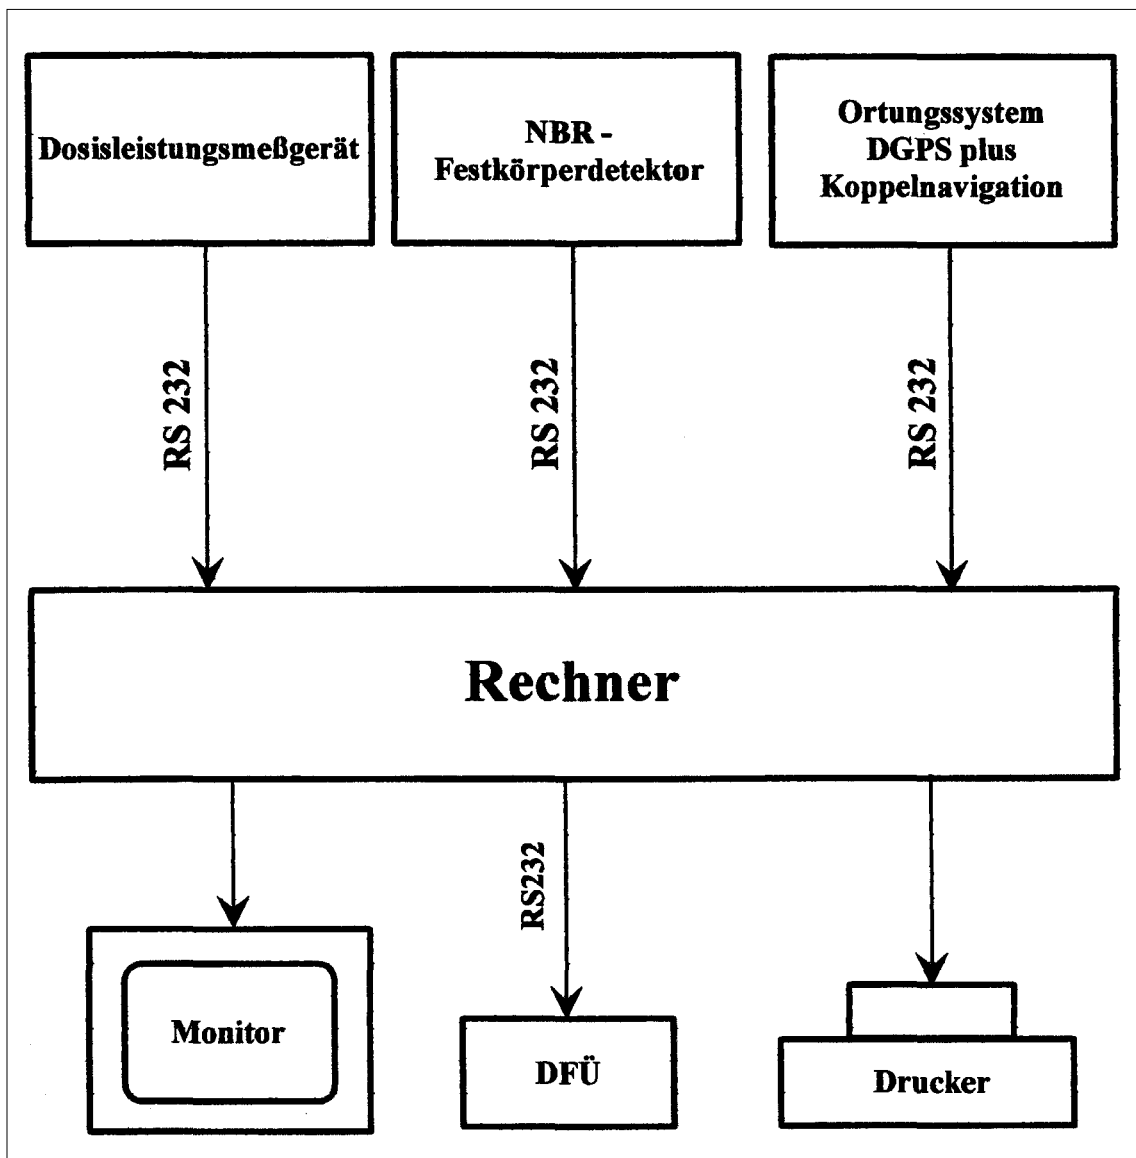 Dosisleistungsmeßgerät
NBR -
Festkörperdetektor
Ortungssystem
DGPS plus
Koppelnavigation
RS 232
RS 232
RS 232
Rechner
RS232
Monitor
DFÜ
Drucker